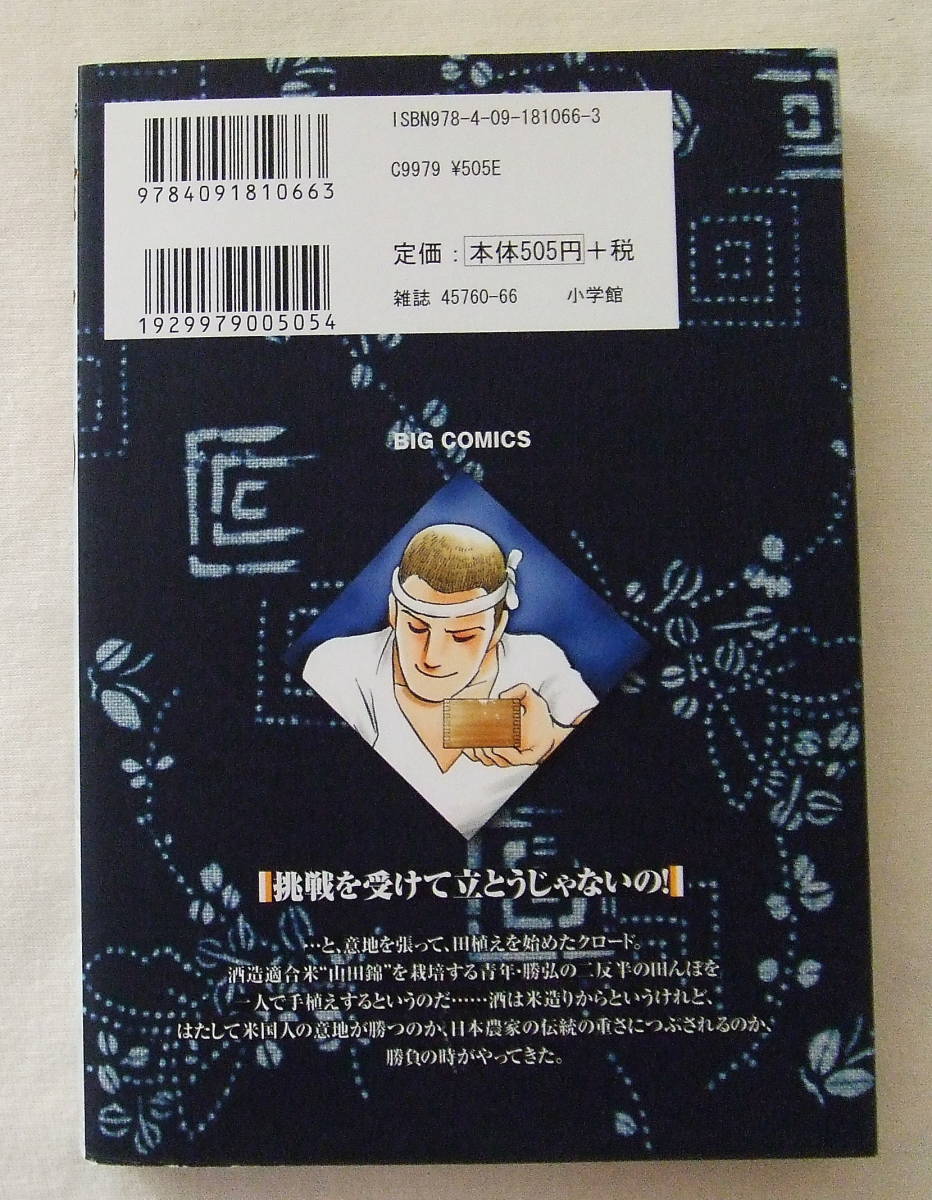 ISBN978-4-09-181066-3
9784091810663
C9979 ¥505E
1929979005054
定価：本体505円＋税
雑誌 45760-66 小学館
BIG COMICS
挑戦を受けて立とうじゃないの！
…と、意地を張って、田植えを始めたクロード。
酒造適合米“山田錦”を栽培する青年・勝弘の二反半の田んぼを
一人で手植えするというのだ……酒は米造りからというけれど、
はたして米国人の意地が勝つのか、日本農家の伝統の重さにつぶされるのか、
勝負の時がやってきた。